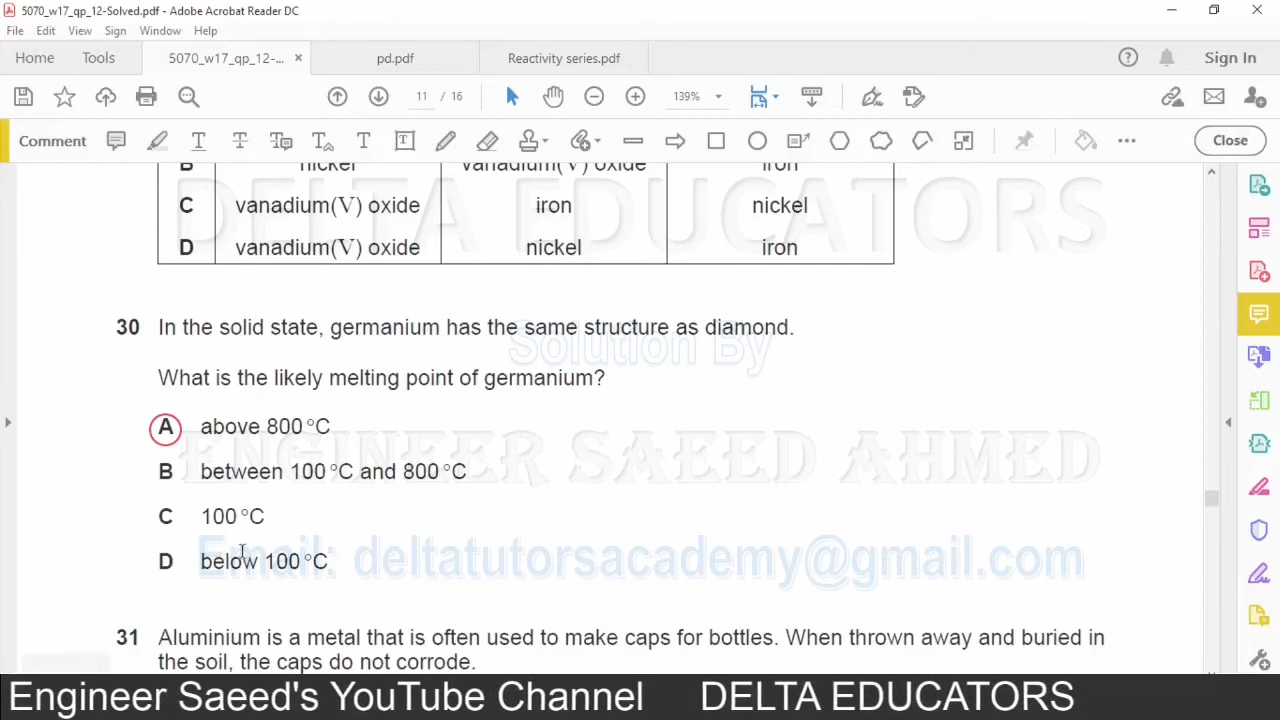 5070_w17_qp_12-Solved.pdf - Adobe Acrobat Reader DC
File Edit View Sign Window Help
Home Tools 5070_w17_qp_12-... × pd.pdf Reactivity series.pdf Sign In
11 / 16 139%
Comment Close
B nickel vanadium(V) oxide iron
C vanadium(V) oxide iron nickel
D vanadium(V) oxide nickel iron
DELTA EDUCATORS
30 In the solid state, germanium has the same structure as diamond.
Solution By
What is the likely melting point of germanium?
A above 800 °C
ENGINEER SAEED AHMED
B between 100 °C and 800 °C
C 100 °C
D below 100 °C
Email: deltatutorsacademy@gmail.com
31 Aluminium is a metal that is often used to make caps for bottles. When thrown away and buried in
the soil, the caps do not corrode.
Engineer Saeed's YouTube Channel DELTA EDUCATORS